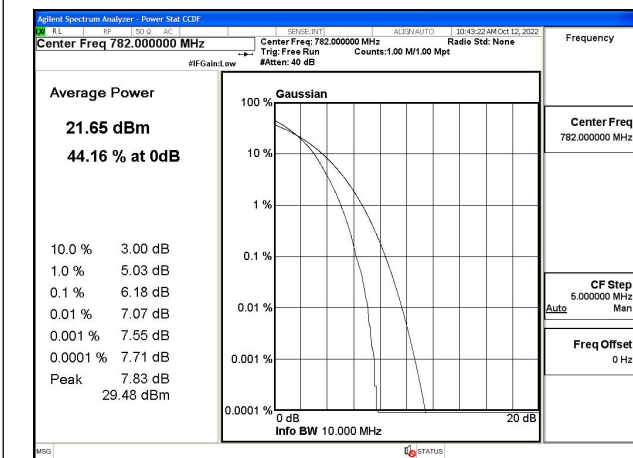 Agilent Spectrum Analyzer - Power Stat CCDF
LXI RL RF 50 Ω AC SENSE:INT ALIGN AUTO 10:43:22 AM Oct 12, 2022
Center Freq 782.000000 MHz
Center Freq: 782.000000 MHz Radio Std: None
Trig: Free Run Counts:1.00 M/1.00 Mpt
#IFGain:Low #Atten: 40 dB
Frequency
Average Power
21.65 dBm
44.16 % at 0dB
10.0 % 3.00 dB
1.0 % 5.03 dB
0.1 % 6.18 dB
0.01 % 7.07 dB
0.001 % 7.55 dB
0.0001 % 7.71 dB
Peak 7.83 dB
29.48 dBm
Gaussian
100 %
10 %
1 %
0.1 %
0.01 %
0.001 %
0.0001 %
0 dB 20 dB
Info BW 10.000 MHz
Center Freq
782.000000 MHz
CF Step
5.000000 MHz
Auto Man
Freq Offset
0 Hz
MSG STATUS